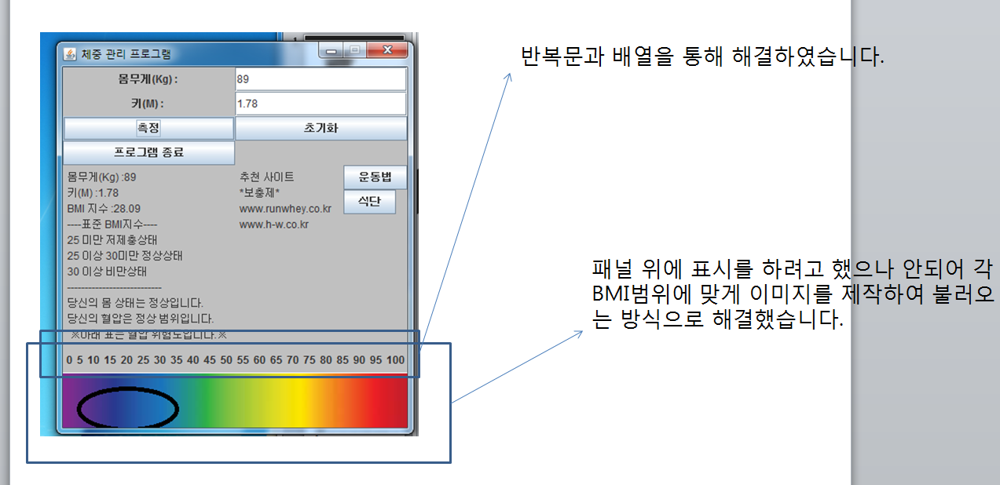 체중 관리 프로그램
몸무게(Kg) :
89
키(M) :
1.78
측정
초기화
프로그램 종료
몸무게(Kg) :89
키(M) :1.78
BMI 지수 :28.09
----표준 BMI지수----
25 미만 저체중상태
25 이상 30미만 정상상태
30 이상 비만상태
---------------------------
당신의 몸 상태는 정상입니다.
당신의 혈압은 정상 범위입니다.
※아래 표는 혈압 위험도입니다.※
추천 사이트
*보충제*
www.runwhey.co.kr
www.h-w.co.kr
운동법
식단
0 5 10 15 20 25 30 35 40 45 50 55 60 65 70 75 80 85 90 95 100
반복문과 배열을 통해 해결하였습니다.
패널 위에 표시를 하려고 했으나 안되어 각
BMI범위에 맞게 이미지를 제작하여 불러오
는 방식으로 해결했습니다.